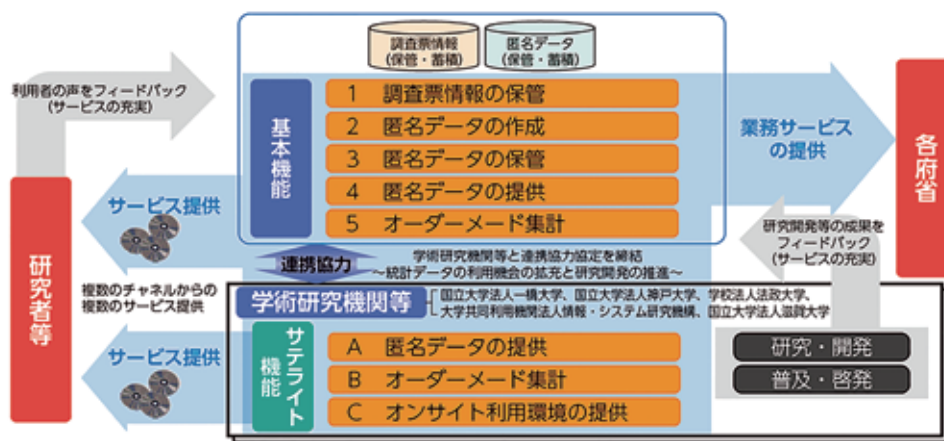 調査票情報
(保管・蓄積)
匿名データ
(保管・蓄積)
利用者の声をフィードバック
(サービスの充実)
基本機能
1 調査票情報の保管
2 匿名データの作成
3 匿名データの保管
4 匿名データの提供
5 オーダーメード集計
業務サービス
の提供
各府省
サービス提供
研究者等
研究開発等の成果を
フィードバック
(サービスの充実)
連携協力
学術研究機関等と連携協力協定を締結
～統計データの利用機会の拡充と研究開発の推進～
複数のチャネルからの
複数のサービス提供
学術研究機関等
国立大学法人一橋大学、国立大学法人神戸大学、学校法人法政大学、
大学共同利用機関法人情報・システム研究機構、国立大学法人滋賀大学
サービス提供
サテライト
機能
A 匿名データの提供
B オーダーメード集計
C オンサイト利用環境の提供
研究・開発
普及・啓発